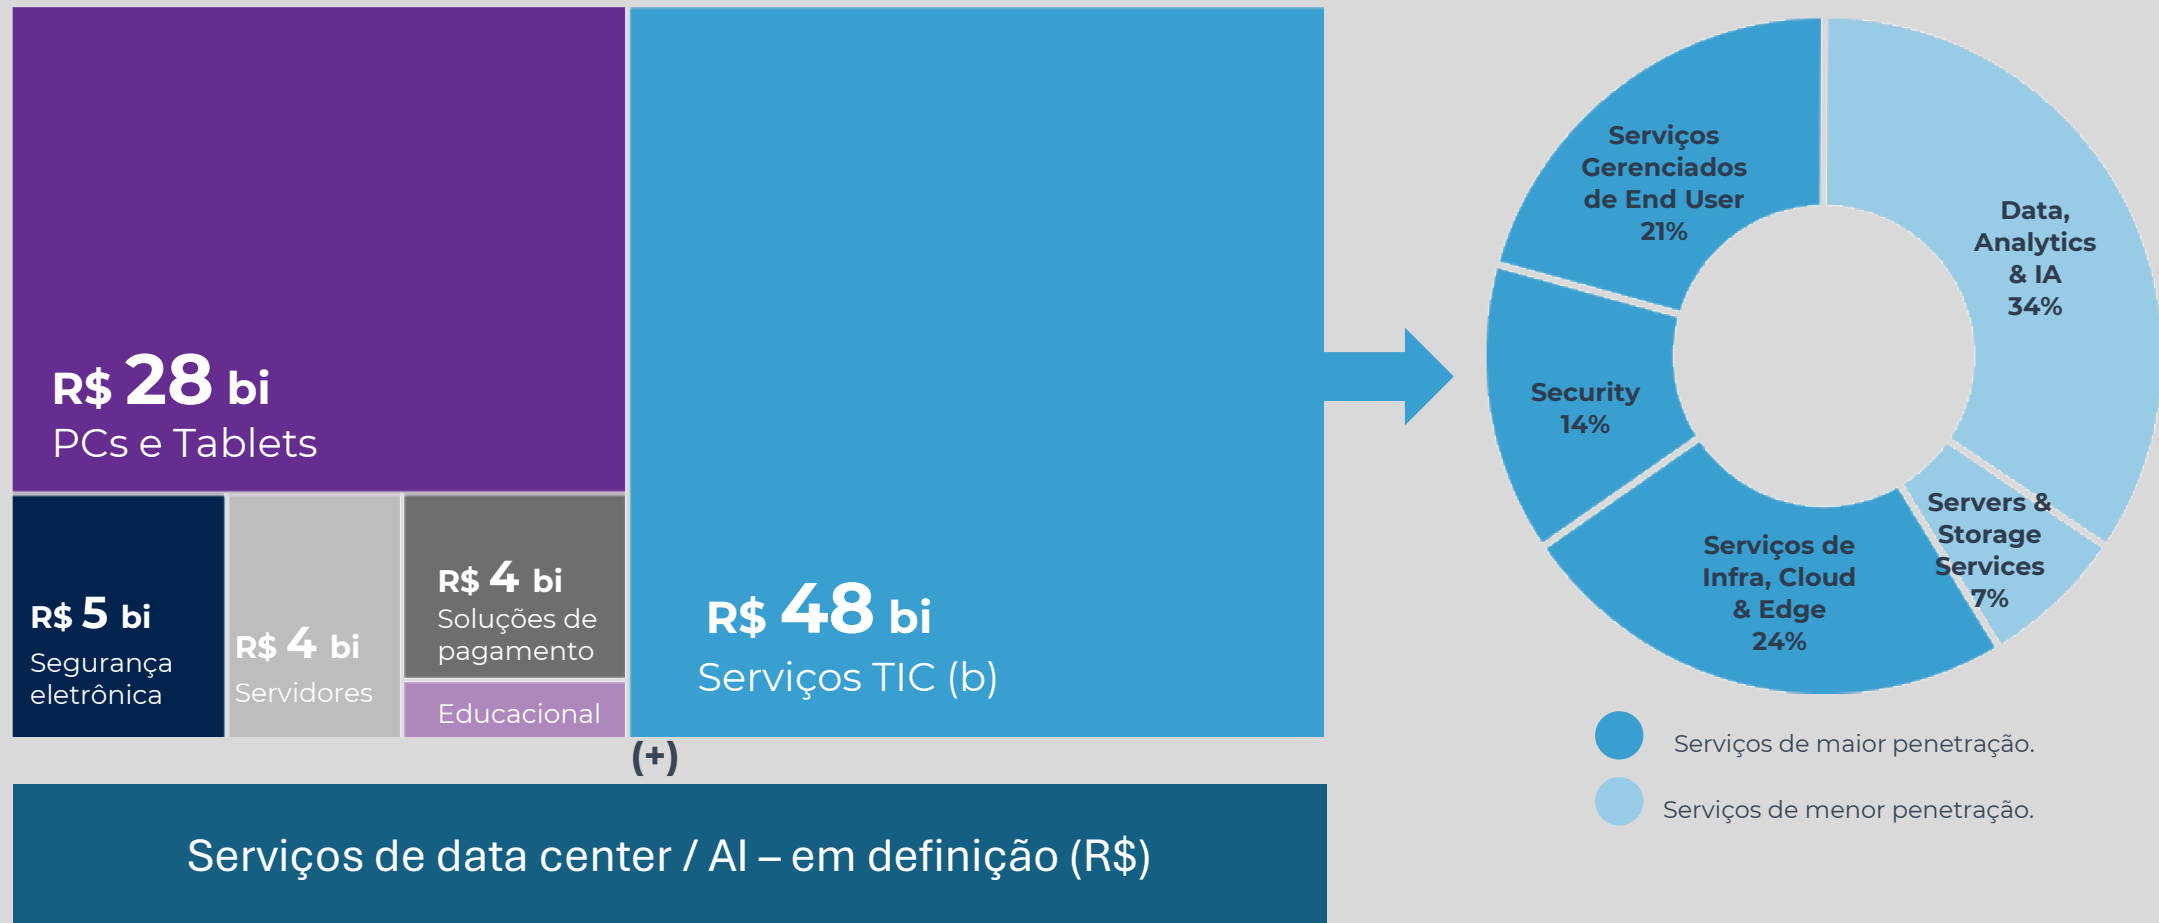 R$ 28 bi
PCs e Tablets
R$ 5 bi
Segurança
eletrônica
R$ 4 bi
Servidores
R$ 4 bi
Soluções de
pagamento
Educacional
R$ 48 bi
Serviços TIC (b)
(+)
Serviços de data center / AI – em definição (R$)
Serviços
Gerenciados
de End User
21%
Data,
Analytics
& IA
34%
Security
14%
Servers &
Storage
Services
7%
Serviços de
Infra, Cloud
& Edge
24%
Serviços de maior penetração.
Serviços de menor penetração.